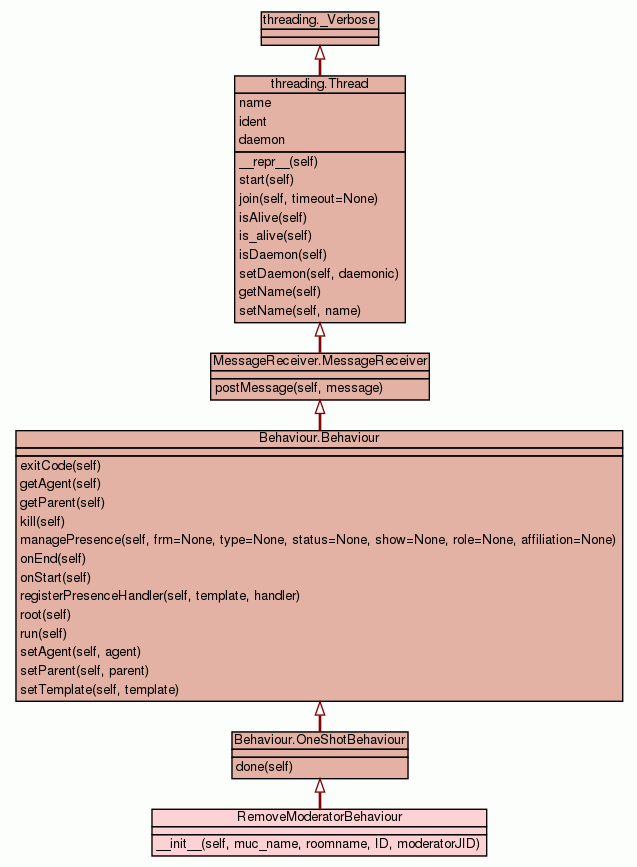 threading._Verbose
threading.Thread
name
ident
daemon
__repr__(self)
start(self)
join(self, timeout=None)
isAlive(self)
is_alive(self)
isDaemon(self)
setDaemon(self, daemonic)
getName(self)
setName(self, name)
MessageReceiver.MessageReceiver
postMessage(self, message)
Behaviour.Behaviour
exitCode(self)
getAgent(self)
getParent(self)
kill(self)
managePresence(self, frm=None, type=None, status=None, show=None, role=None, affiliation=None)
onEnd(self)
onStart(self)
registerPresenceHandler(self, template, handler)
root(self)
run(self)
setAgent(self, agent)
setParent(self, parent)
setTemplate(self, template)
Behaviour.OneShotBehaviour
done(self)
RemoveModeratorBehaviour
__init__(self, muc_name, roomname, ID, moderatorJID)